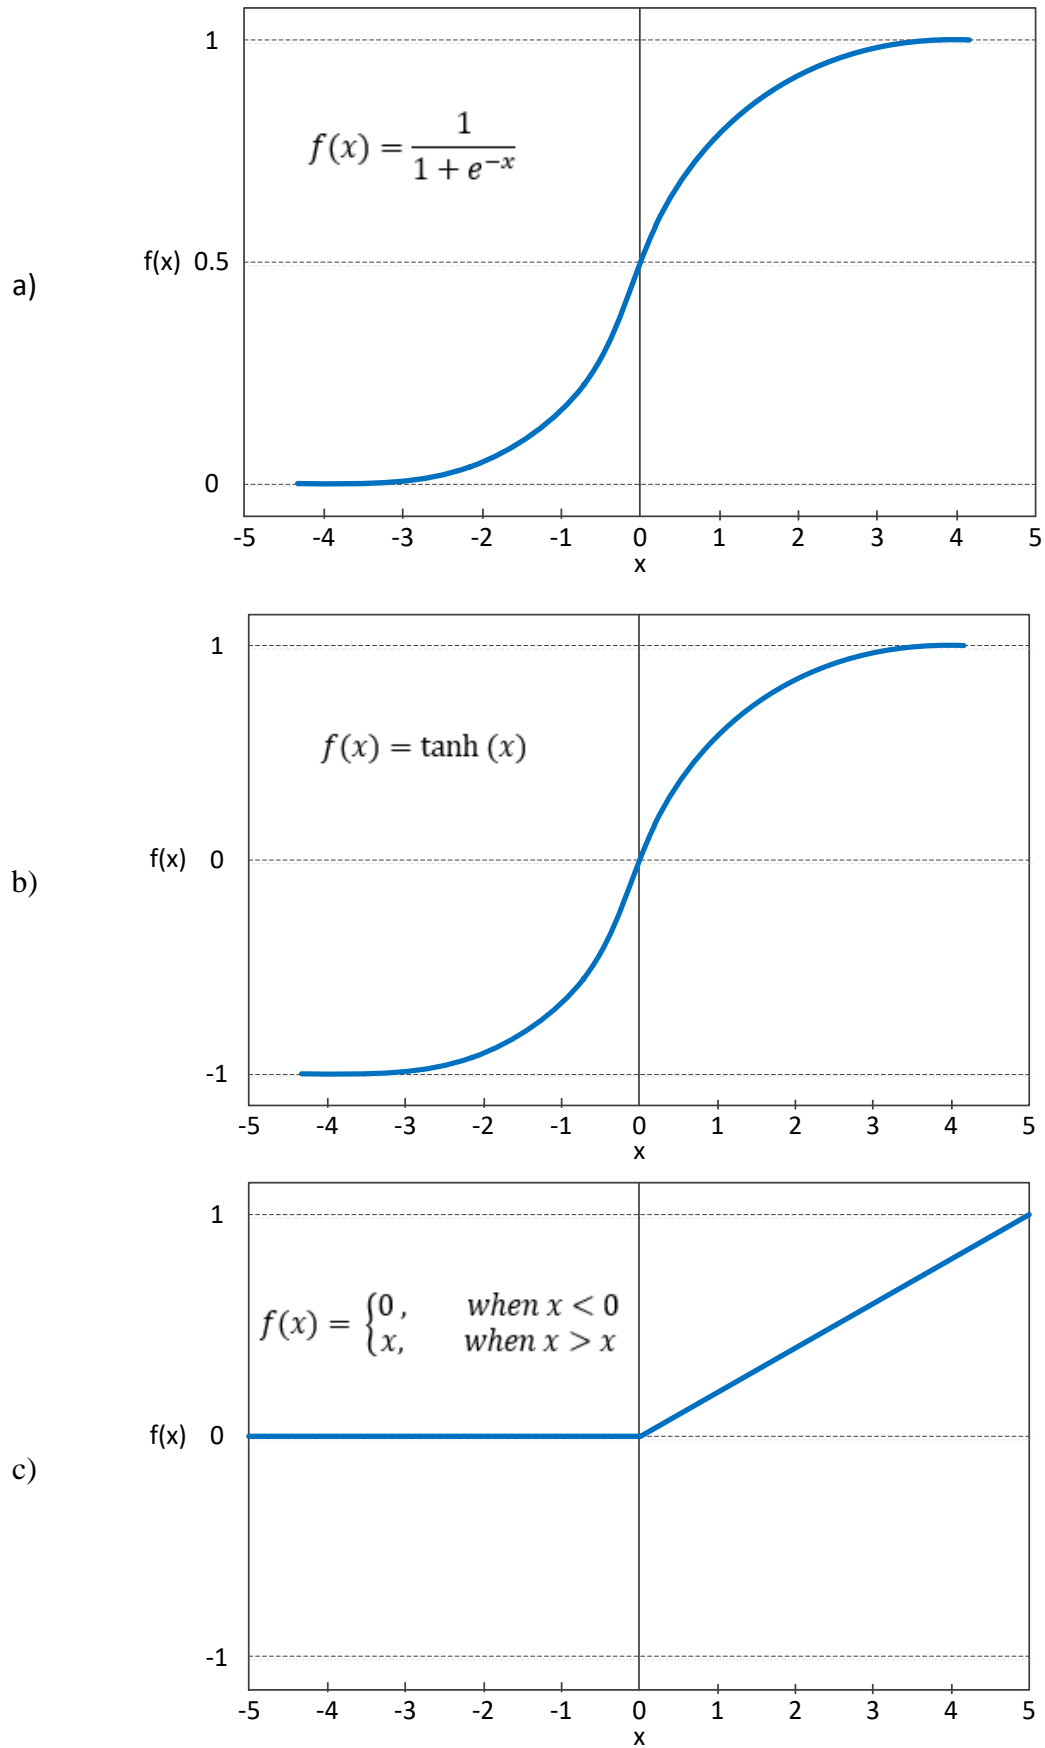 a)
f(x) = 1 / (1 + e^{-x})
1
f(x) 0.5
0
-5 -4 -3 -2 -1 0 1 2 3 4 5
x
b)
f(x) = tanh (x)
1
f(x) 0
-1
-5 -4 -3 -2 -1 0 1 2 3 4 5
x
c)
1
f(x) = { 0 , when x < 0
x, when x > x
f(x) 0
-1
-5 -4 -3 -2 -1 0 1 2 3 4 5
x